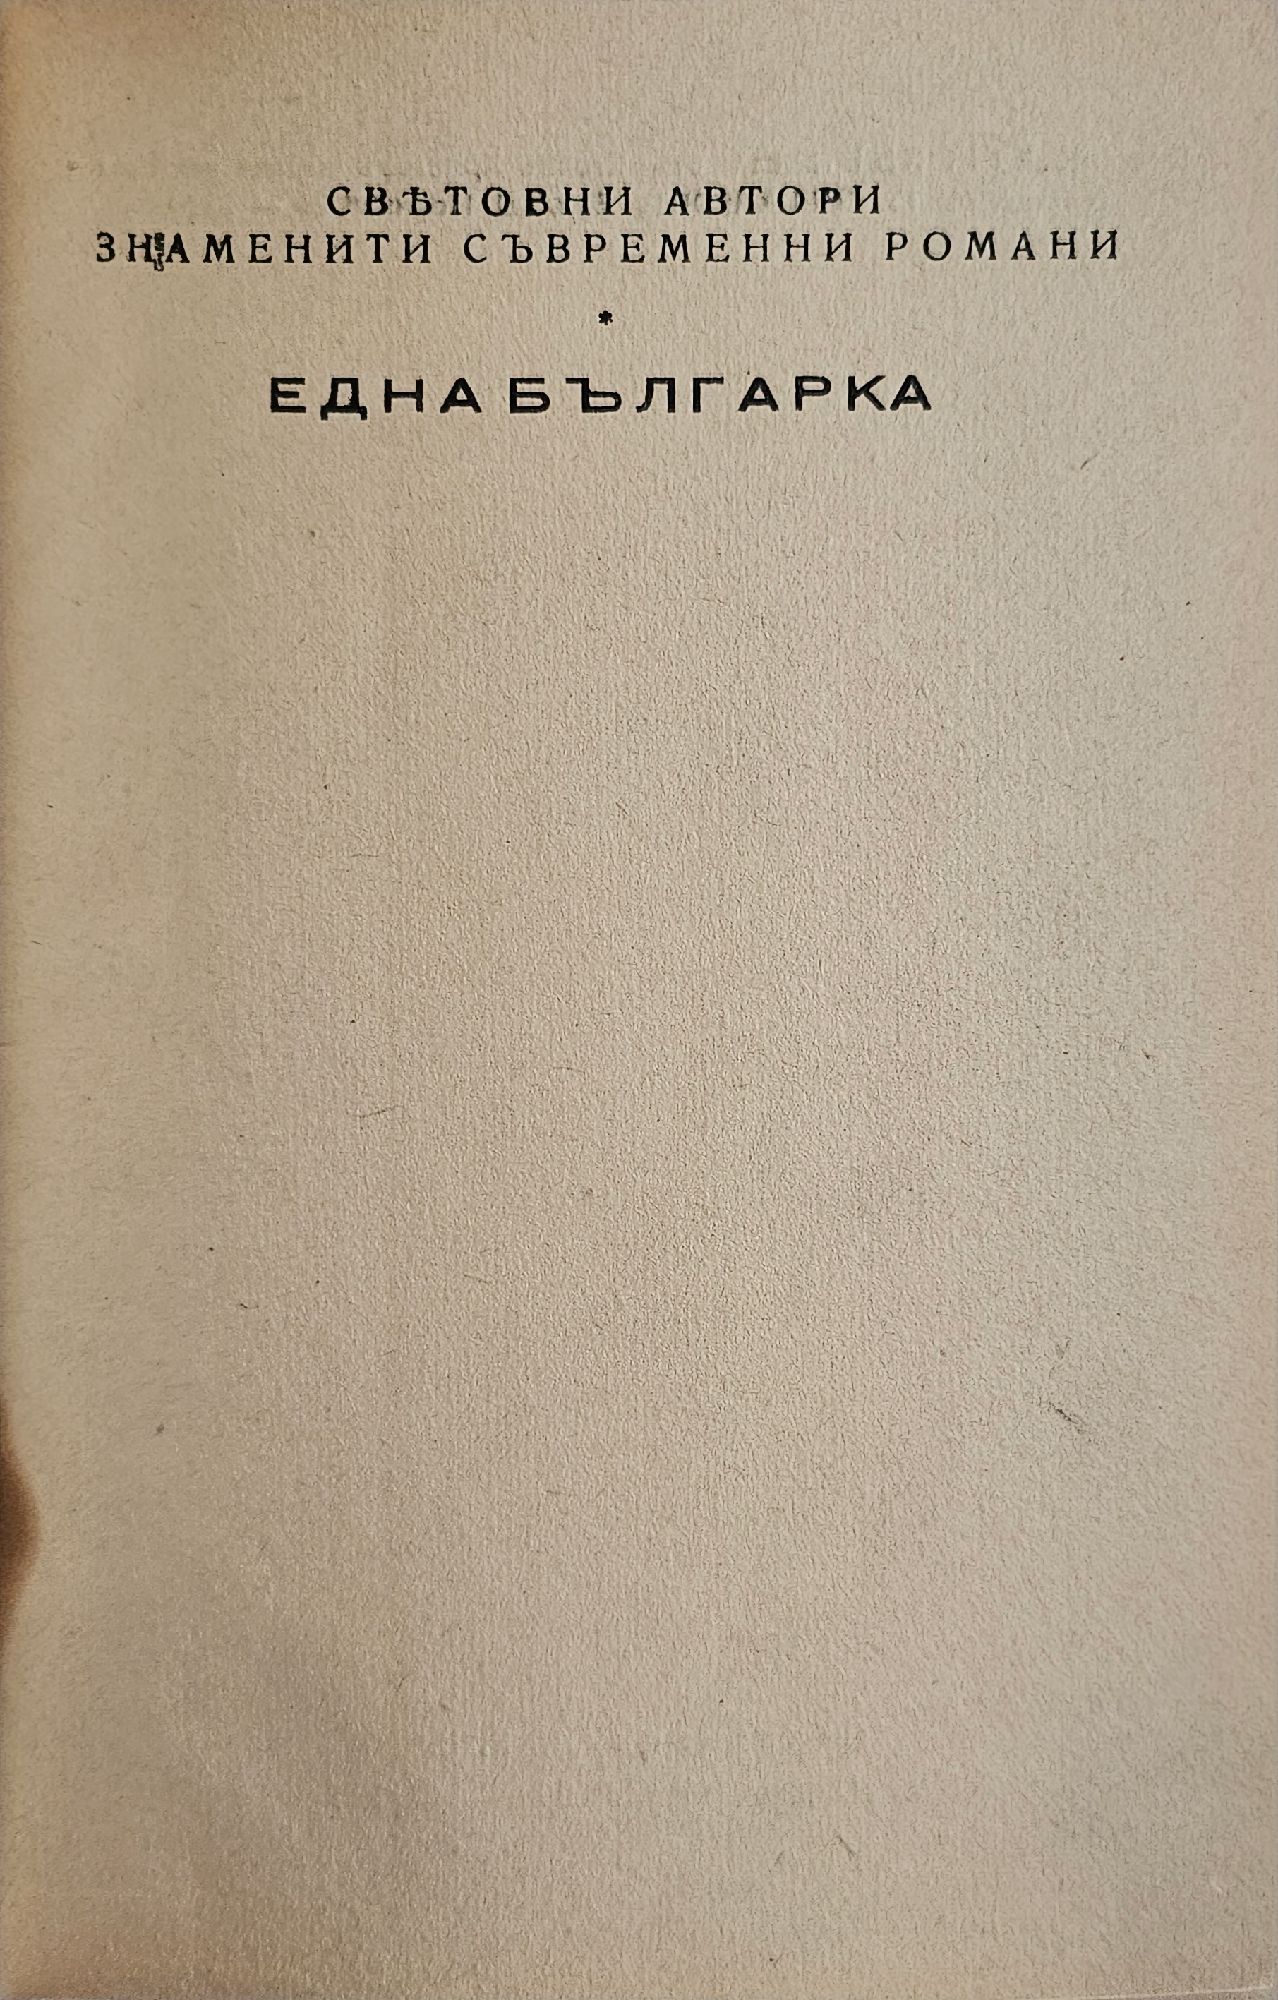 СВѢТОВНИ АВТОРИ
ЗНАМЕНИТИ СЪВРЕМЕННИ РОМАНИ
*
ЕДНА БЪЛГАРКА